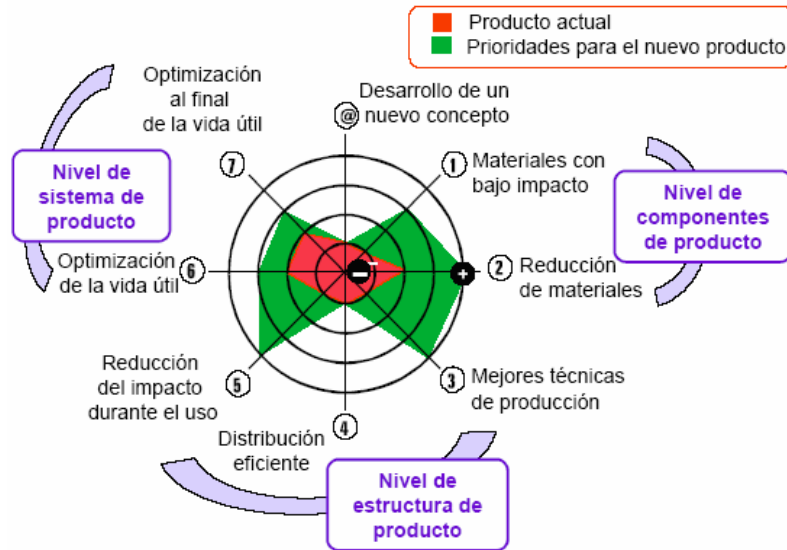 Producto actual
Prioridades para el nuevo producto
Optimización
al final
de la vida útil
Desarrollo de un
@ nuevo concepto
7
1
Materiales con
bajo impacto
Nivel de
sistema de
producto
Nivel de
componentes
de producto
Optimización
de la vida útil
6
2
Reducción
de materiales
Reducción
del impacto
durante el uso
5
3
Mejores técnicas
de producción
4
Distribución
eficiente
Nivel de
estructura de
producto